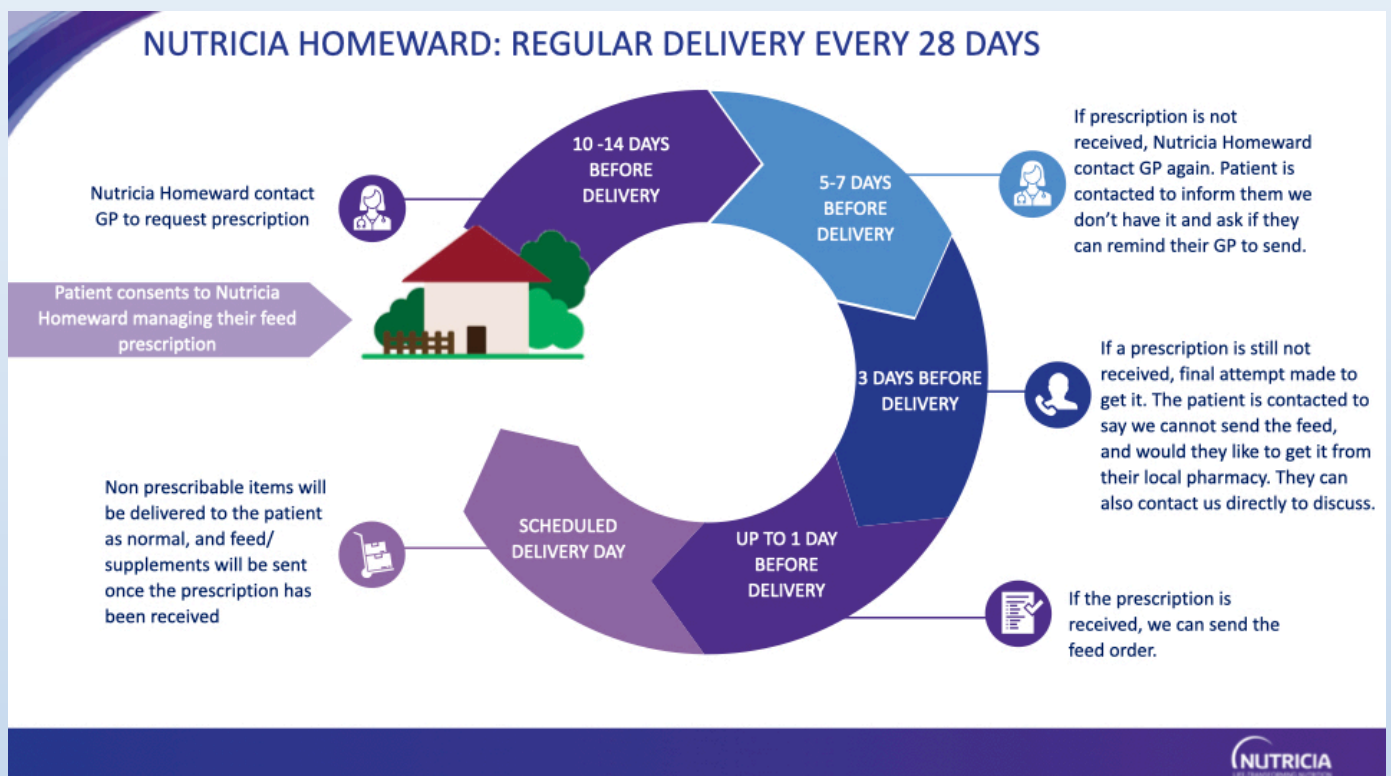 NUTRICIA HOMEWARD: REGULAR DELIVERY EVERY 28 DAYS
Nutricia Homeward contact
GP to request prescription
Patient consents to Nutricia
Homeward managing their feed
prescription
10 -14 DAYS
BEFORE
DELIVERY
5-7 DAYS
BEFORE
DELIVERY
If prescription is not
received, Nutricia Homeward
contact GP again. Patient is
contacted to inform them we
don’t have it and ask if they
can remind their GP to send.
3 DAYS BEFORE
DELIVERY
If a prescription is still not
received, final attempt made to
get it. The patient is contacted to
say we cannot send the feed,
and would they like to get it from
their local pharmacy. They can
also contact us directly to discuss.
UP TO 1 DAY
BEFORE
DELIVERY
If the prescription is
received, we can send the
feed order.
SCHEDULED
DELIVERY DAY
Non prescribable items will
be delivered to the patient
as normal, and feed/
supplements will be sent
once the prescription has
been received
NUTRICIA
LIFE-TRANSFORMING NUTRITION